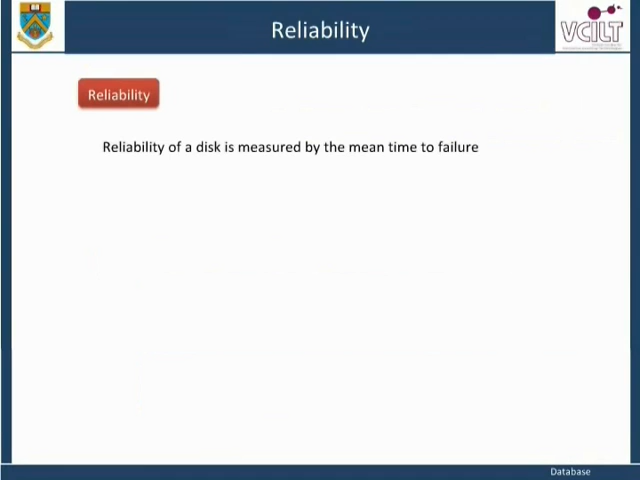 Reliability
VCILT
Reliability
Reliability of a disk is measured by the mean time to failure
Database